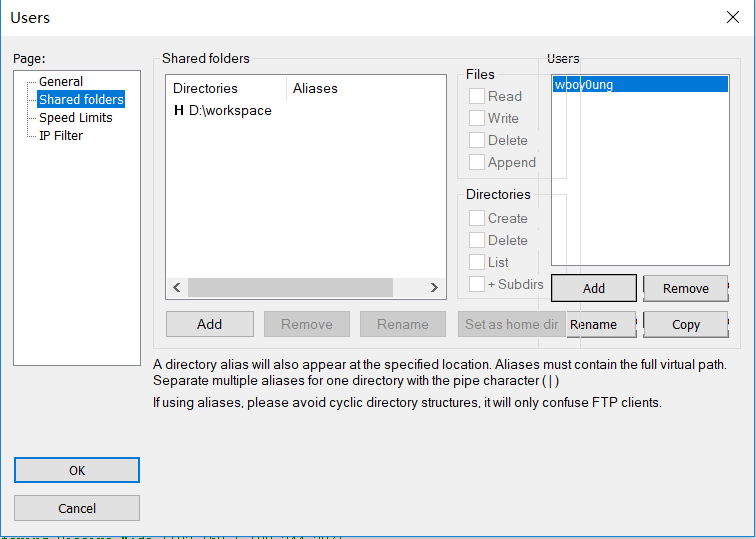 Users
Page:
General
Shared folders
Speed Limits
IP Filter
OK
Cancel
Shared folders
Directories Aliases
H D:\workspace
Add Remove Rename Set as home dir
Files
Read
Write
Delete
Append
Directories
Create
Delete
List
+ Subdirs
Users
wooy0ung
Add Remove
Rename Copy
A directory alias will also appear at the specified location. Aliases must contain the full virtual path.
Separate multiple aliases for one directory with the pipe character ( | )
If using aliases, please avoid cyclic directory structures, it will only confuse FTP clients.